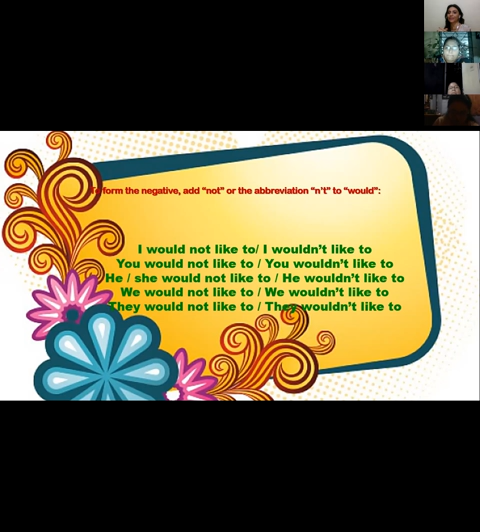 To form the negative, add “not” or the abbreviation “n't” to “would”:
I would not like to/ I wouldn't like to
You would not like to / You wouldn't like to
He / she would not like to / He wouldn't like to
We would not like to / We wouldn't like to
They would not like to / They wouldn't like to